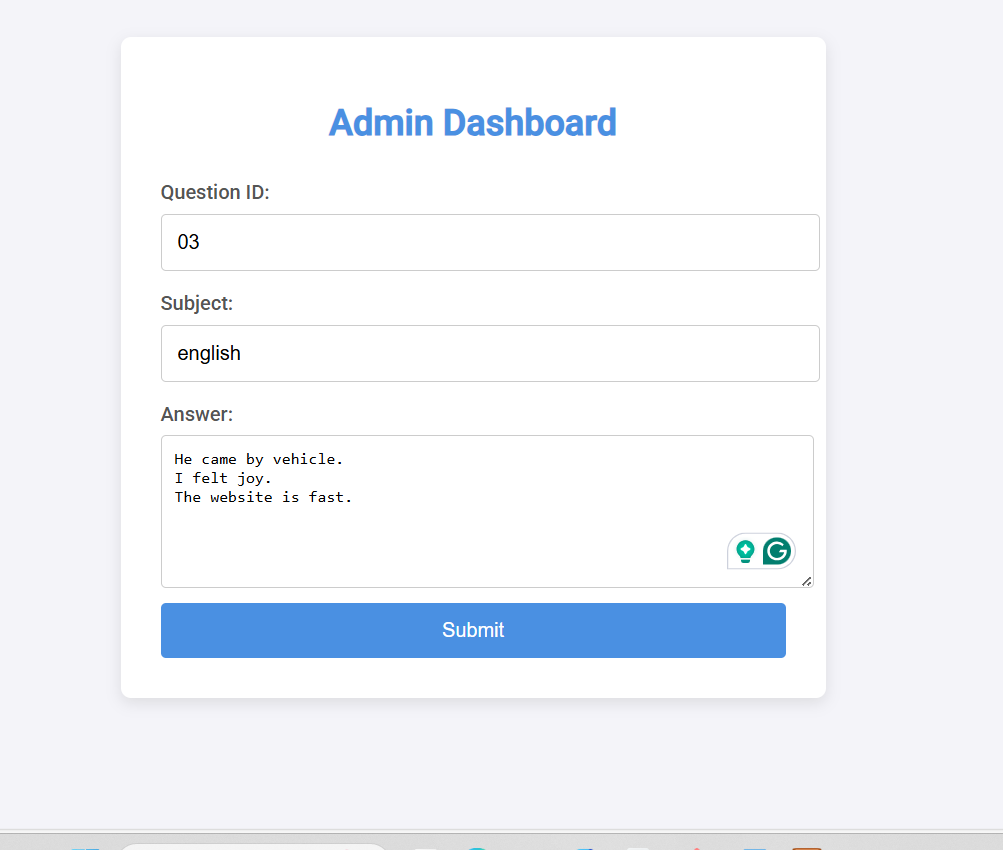 Admin Dashboard
Question ID:
03
Subject:
english
Answer:
He came by vehicle.
I felt joy.
The website is fast.
Submit